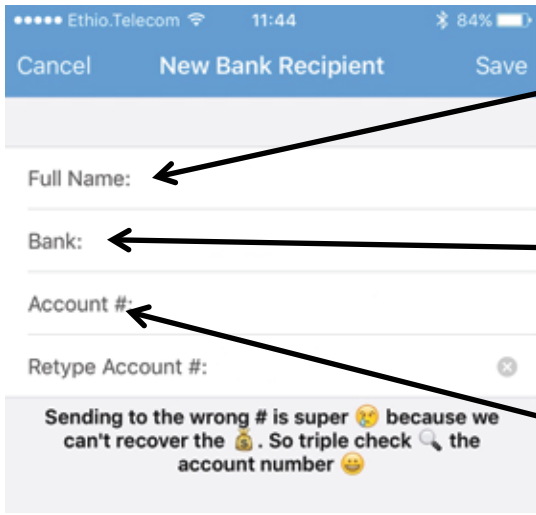 ●●●●● Ethio.Telecom 11:44 84%
Cancel New Bank Recipient Save
Full Name:
Bank:
Account #:
Retype Account #:
Sending to the wrong # is super 😢 because we
can't recover the 💰 . So triple check 🔍 the
account number 😀